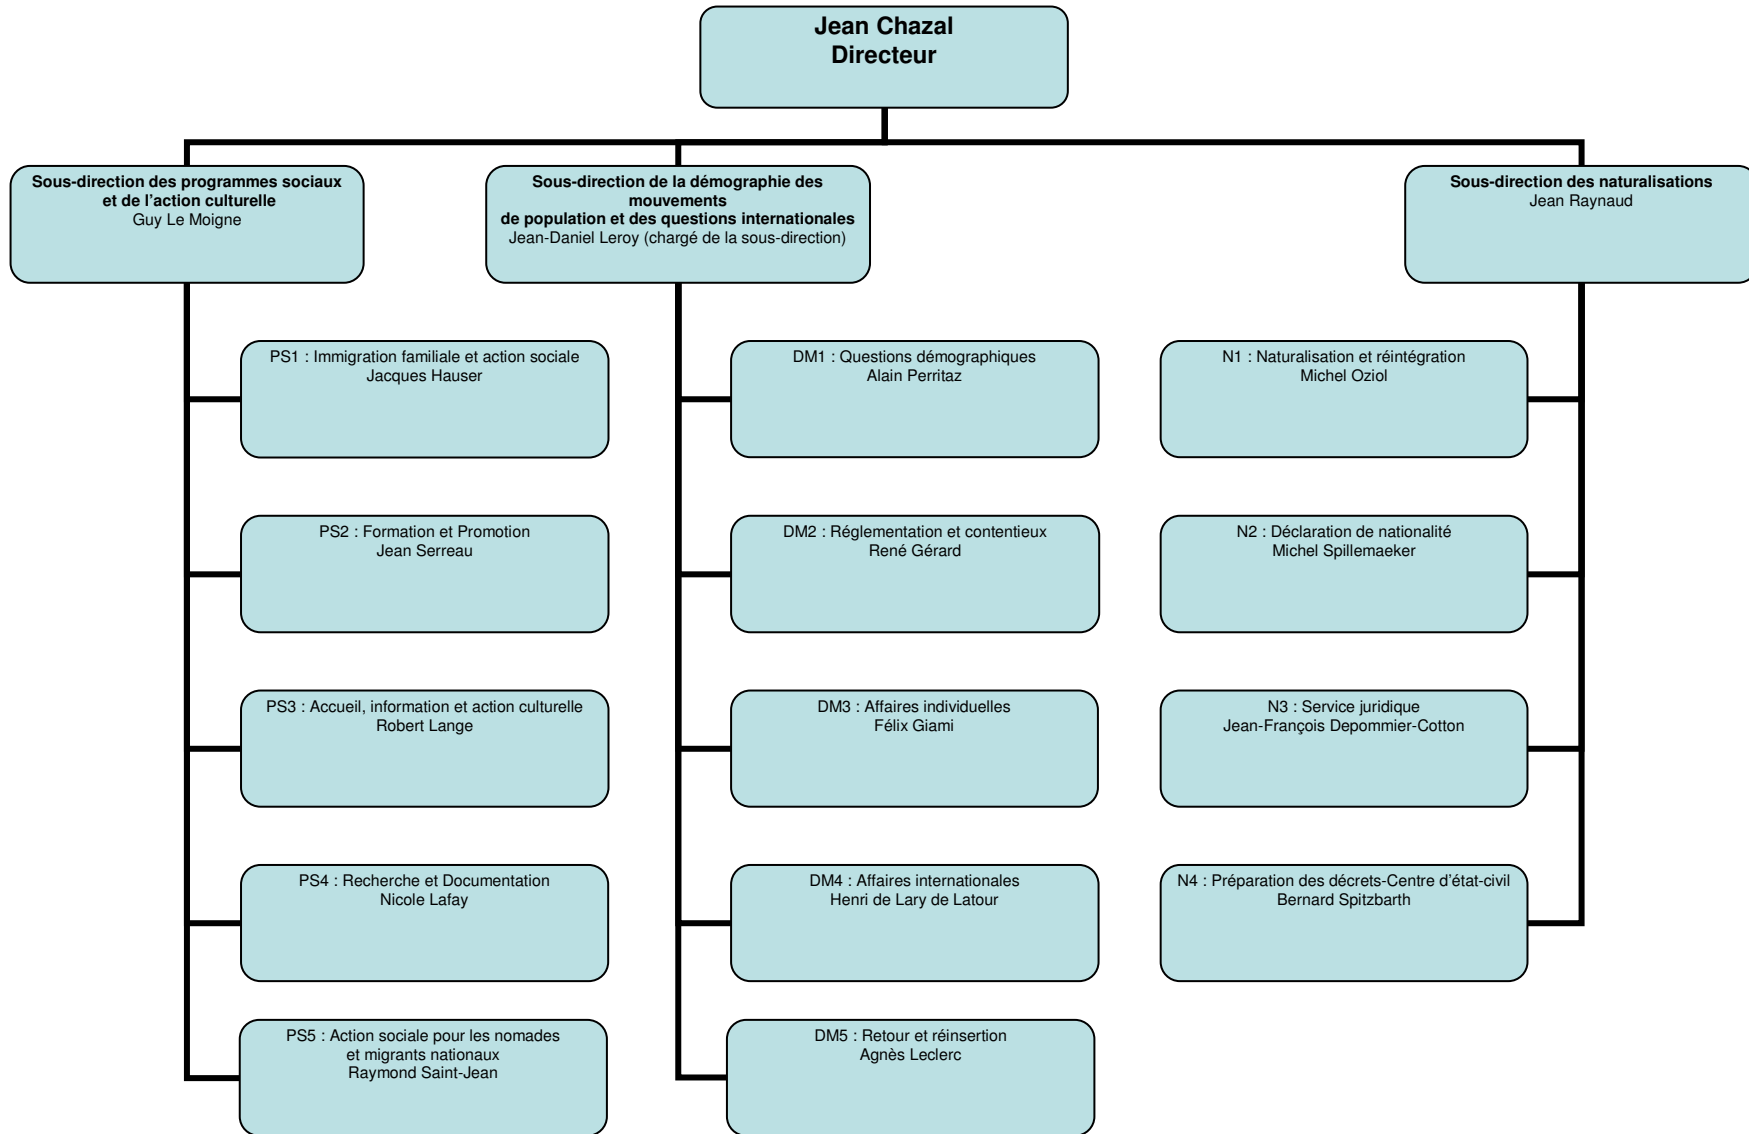 Jean Chazal
Directeur
Sous-direction des programmes sociaux
et de l'action culturelle
Guy Le Moigne
Sous-direction de la démographie des
mouvements
de population et des questions internationales
Jean-Daniel Leroy (chargé de la sous-direction)
Sous-direction des naturalisations
Jean Raynaud
PS1 : Immigration familiale et action sociale
Jacques Hauser
DM1 : Questions démographiques
Alain Perritaz
N1 : Naturalisation et réintégration
Michel Oziol
PS2 : Formation et Promotion
Jean Serreau
DM2 : Réglementation et contentieux
René Gérard
N2 : Déclaration de nationalité
Michel Spillemaeker
PS3 : Accueil, information et action culturelle
Robert Lange
DM3 : Affaires individuelles
Félix Giami
N3 : Service juridique
Jean-François Depommier-Cotton
PS4 : Recherche et Documentation
Nicole Lafay
DM4 : Affaires internationales
Henri de Lary de Latour
N4 : Préparation des décrets-Centre d'état-civil
Bernard Spitzbarth
PS5 : Action sociale pour les nomades
et migrants nationaux
Raymond Saint-Jean
DM5 : Retour et réinsertion
Agnès Leclerc